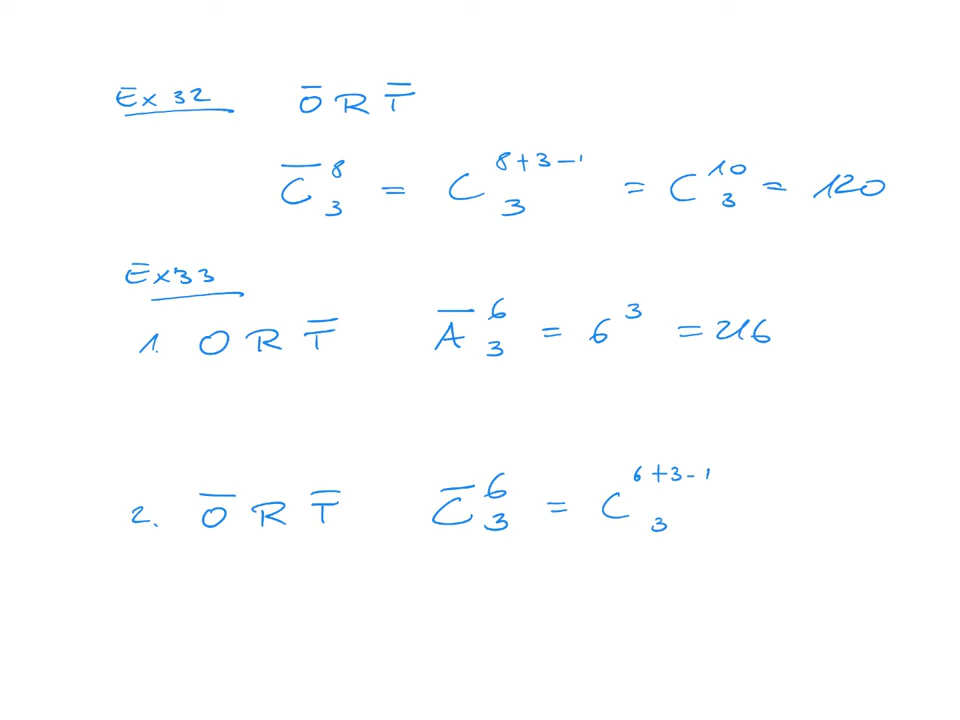 Ex 32 Ō R T̿
C̅ ⁸ ₃ = C ⁸⁺³⁻¹ ₃ = C ¹⁰ ₃ = 120
Ex 33
1. O R T̿ A̅ ⁶ ₃ = 6 ³ = 216
2. Ō R T̿ C̅ ⁶ ₃ = C ⁶⁺³⁻¹ ₃